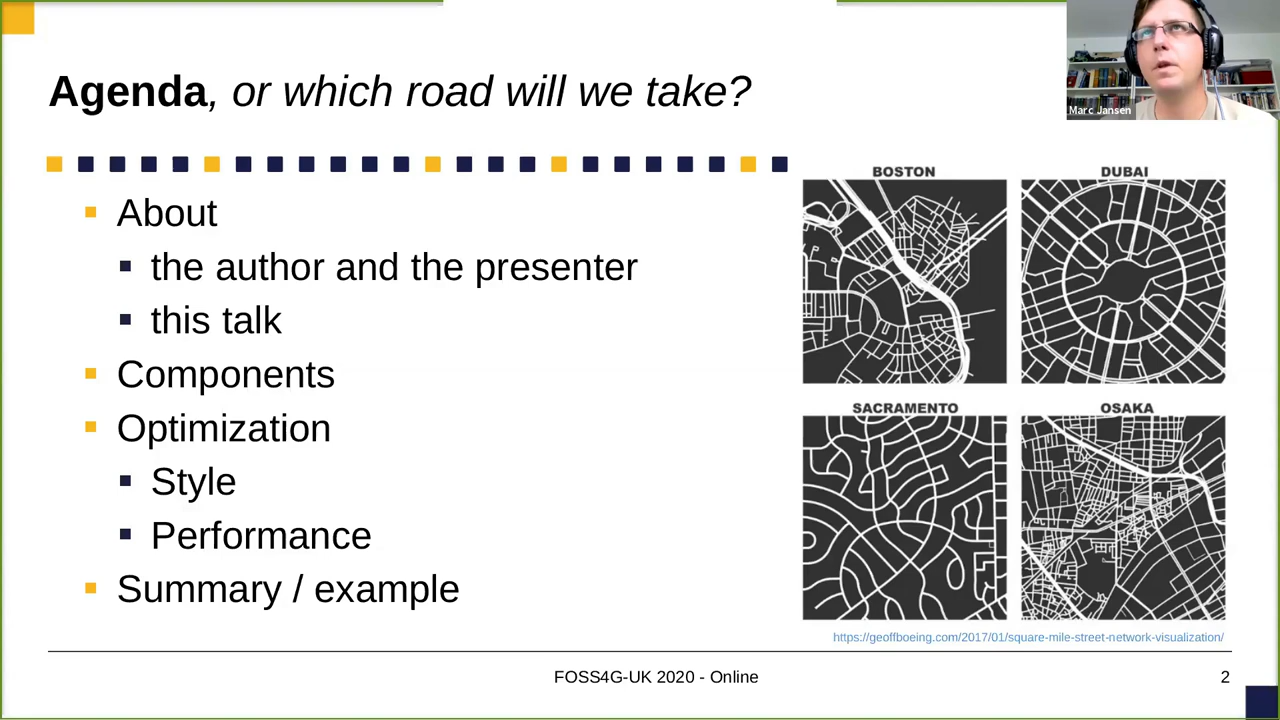 Marc Jansen
Agenda, or which road will we take?
About
the author and the presenter
this talk
Components
Optimization
Style
Performance
Summary / example
BOSTON
DUBAI
SACRAMENTO
OSAKA
https://geoffboeing.com/2017/01/square-mile-street-network-visualization/
FOSS4G-UK 2020 - Online
2